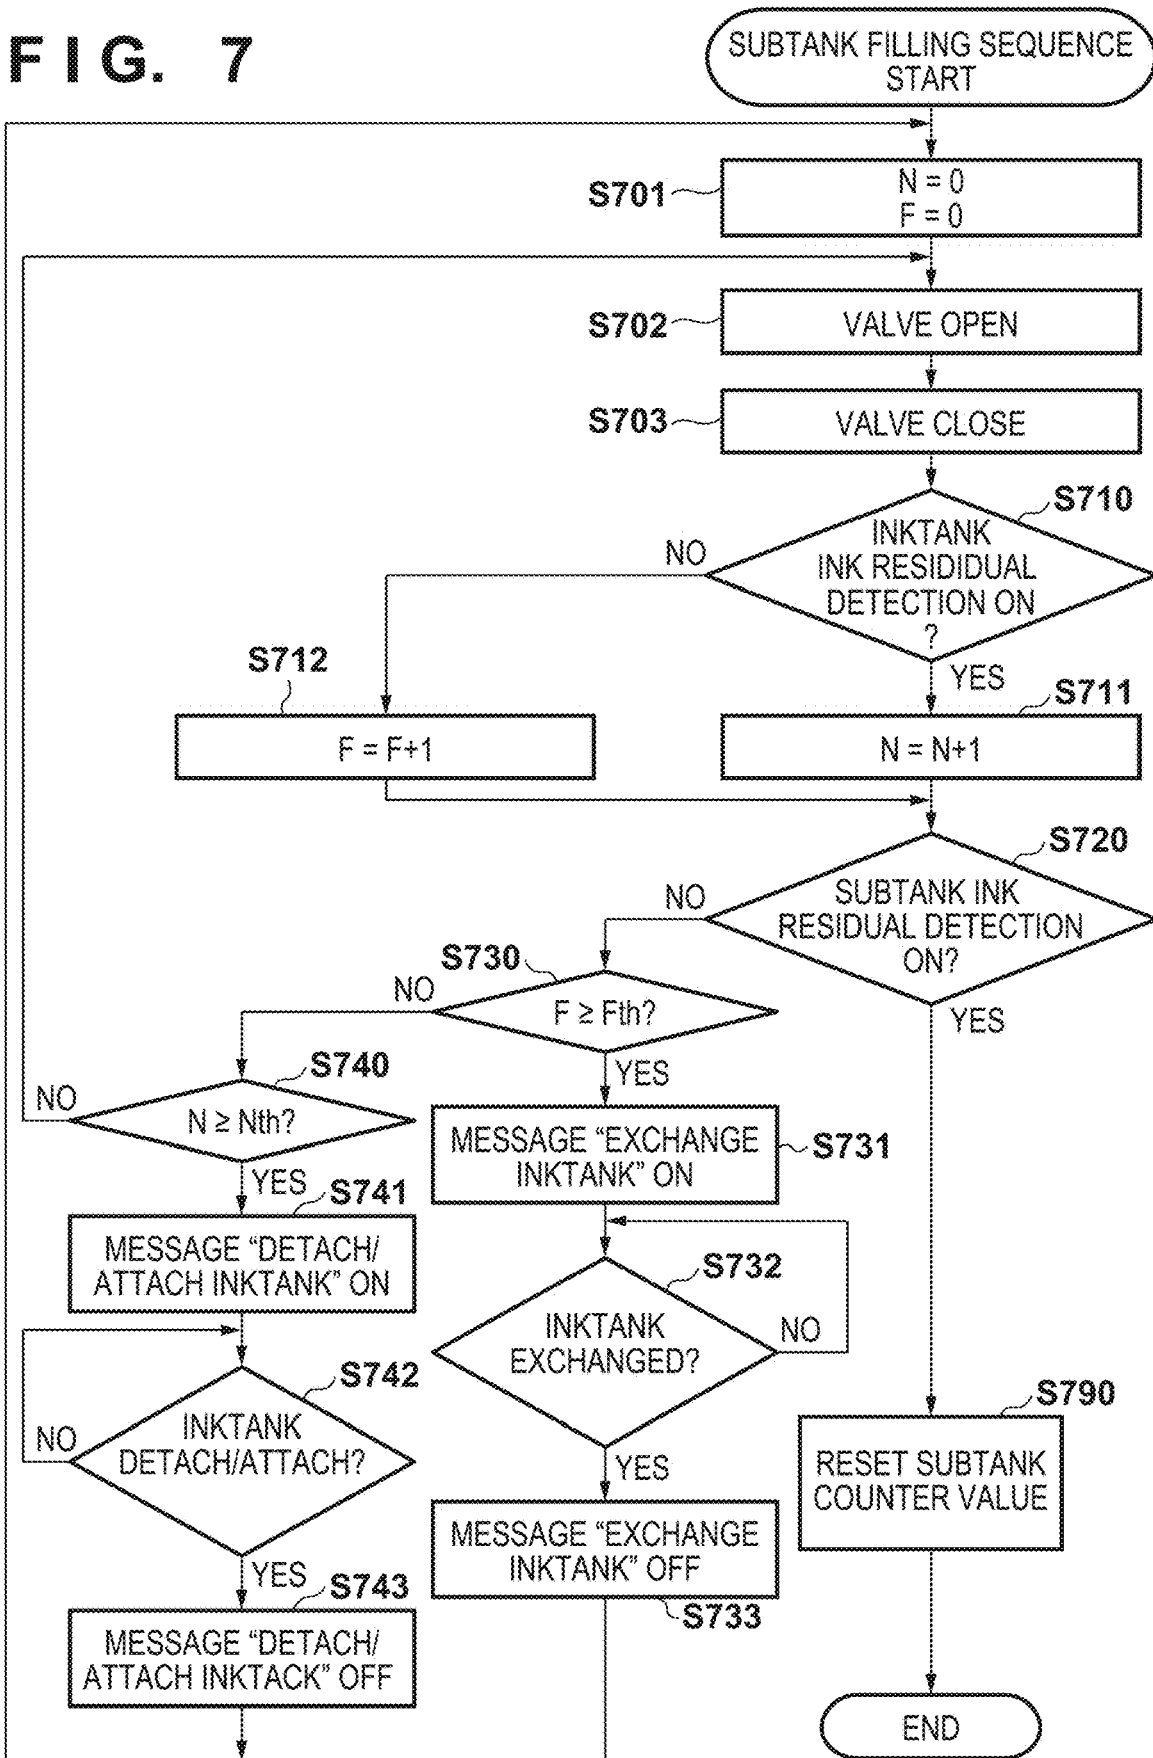 FIG. 7
SUBTANK FILLING SEQUENCE
START
S701
N = 0
F = 0
S702
VALVE OPEN
S703
VALVE CLOSE
S710
INKTANK
INK RESIDIDUAL
DETECTION ON
?
NO
YES
S712
F = F+1
S711
N = N+1
S720
SUBTANK INK
RESIDUAL DETECTION
ON?
NO
YES
S730
F ≥ Fth?
NO
YES
S740
N ≥ Nth?
NO
YES
S731
MESSAGE “EXCHANGE
INKTANK” ON
S741
MESSAGE “DETACH/
ATTACH INKTANK” ON
S732
INKTANK
EXCHANGED?
NO
YES
S742
INKTANK
DETACH/ATTACH?
NO
YES
S790
RESET SUBTANK
COUNTER VALUE
MESSAGE “EXCHANGE
INKTANK” OFF
S733
S743
MESSAGE “DETACH/
ATTACH INKTACK” OFF
END